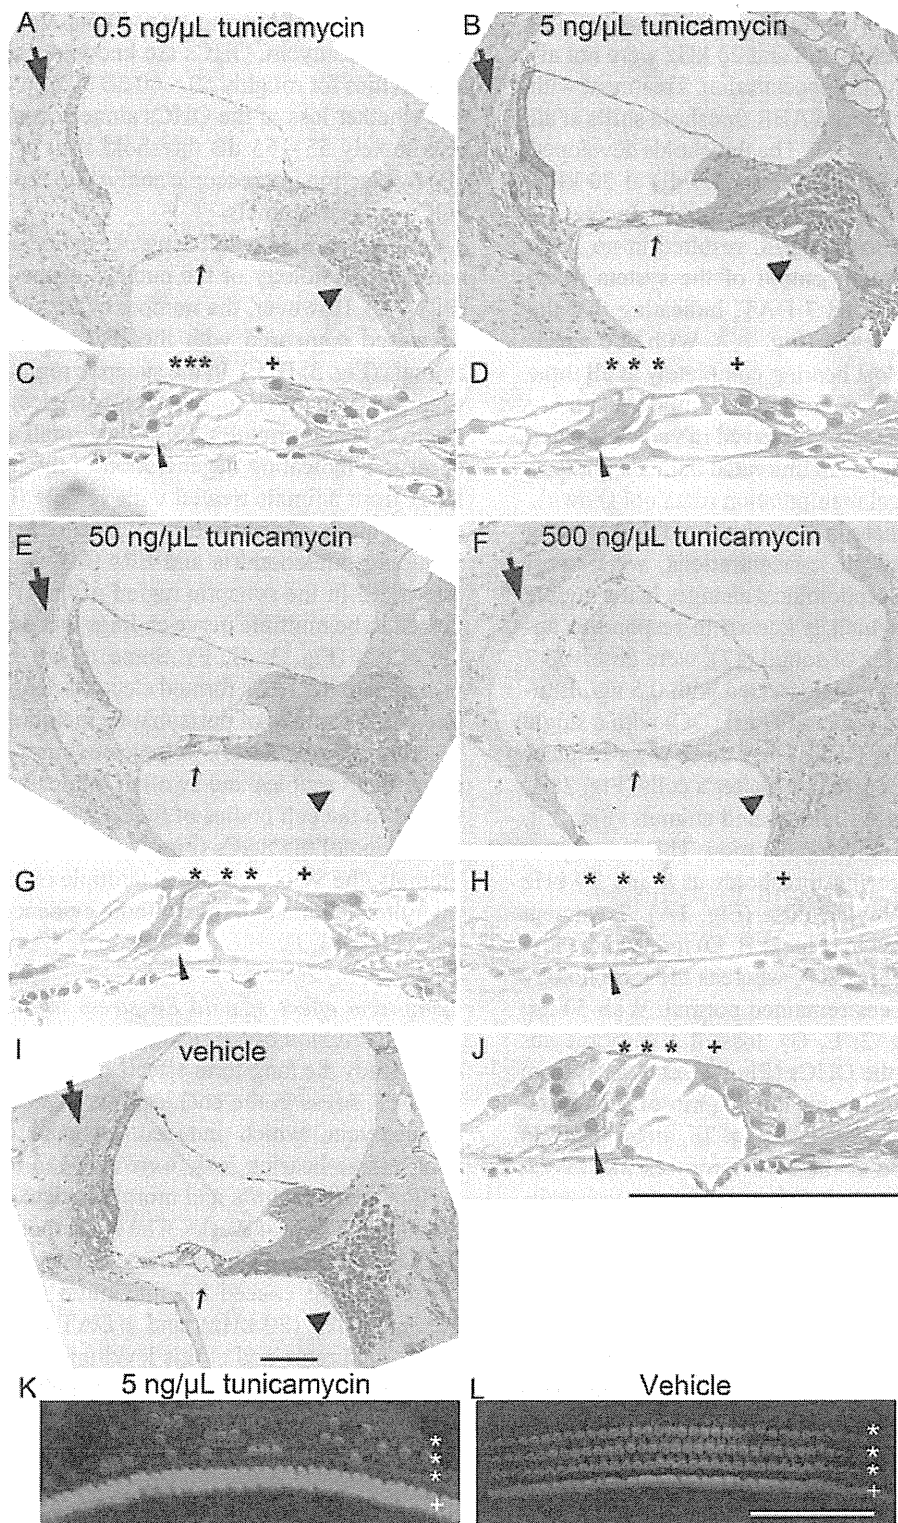 A 0.5 ng/µL tunicamycin
B 5 ng/µL tunicamycin
C *** +
D * * * +
E 50 ng/µL tunicamycin
F 500 ng/µL tunicamycin
G * * * +
H * * * +
I vehicle
J * * * +
K 5 ng/µL tunicamycin
*
*
*
+
L Vehicle
*
*
*
+